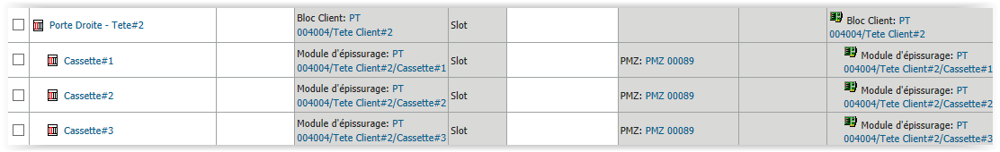 Porte Droite - Tete#2
Bloc Client: PT
004004/Tete Client#2
Slot
Bloc Client: PT
004004/Tete Client#2
Cassette#1
Module d'épissurage: PT
004004/Tete Client#2/Cassette#1
Slot
PMZ: PMZ 00089
Module d'épissurage: PT
004004/Tete Client#2/Cassette#1
Cassette#2
Module d'épissurage: PT
004004/Tete Client#2/Cassette#2
Slot
PMZ: PMZ 00089
Module d'épissurage: PT
004004/Tete Client#2/Cassette#2
Cassette#3
Module d'épissurage: PT
004004/Tete Client#2/Cassette#3
Slot
PMZ: PMZ 00089
Module d'épissurage: PT
004004/Tete Client#2/Cassette#3